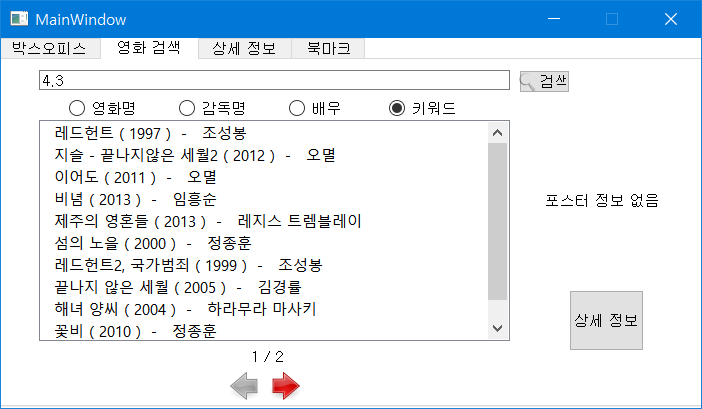 MainWindow
박스오피스 영화 검색 상세 정보 북마크
4.3 검색
영화명 감독명 배우 키워드
레드헌트 ( 1997 ) - 조성봉
지슬 - 끝나지않은 세월2 ( 2012 ) - 오멸
이어도 ( 2011 ) - 오멸
비념 ( 2013 ) - 임흥순
제주의 영혼들 ( 2013 ) - 레지스 트렘블레이
포스터 정보 없음
섬의 노을 ( 2000 ) - 정종훈
레드헌트2, 국가범죄 ( 1999 ) - 조성봉
끝나지 않은 세월 ( 2005 ) - 김경률
해녀 양씨 ( 2004 ) - 하라무라 마사키
꽃비 ( 2010 ) - 정종훈
상세 정보
1 / 2